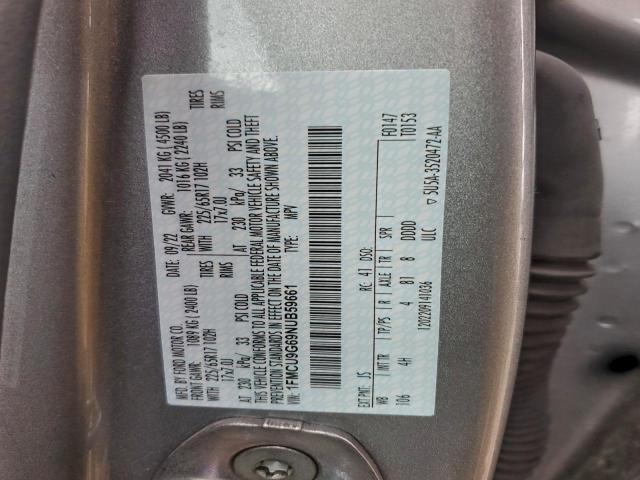 MFD. BY FORD MOTOR CO.
DATE: 09/22 GVWR: 2041 KG ( 4500 LB)
FRONT GAWR: 1089 KG ( 2400 LB) REAR GAWR: 1016 KG ( 2240 LB)
WITH 225/65R17 102H TIRES WITH 225/65R17 102H TIRES
17x7.0J RIMS 17x7.0J RIMS
AT 230 kPa/ 33 PSI COLD AT 230 kPa/ 33 PSI COLD
THIS VEHICLE CONFORMS TO ALL APPLICABLE FEDERAL MOTOR VEHICLE SAFETY AND THEFT
PREVENTION STANDARDS IN EFFECT ON THE DATE OF MANUFACTURE SHOWN ABOVE.
VIN: 1FMCU9G69NUB59661 TYPE: MPV
F0147
T0153
EXT PNT: JS RC: 41 DSO:
WB INT TR TP/PS R AXLE TR SPR
106 4H 4 81 8 DDDD
1202209141036 ULC 5U5A-3520472-AA